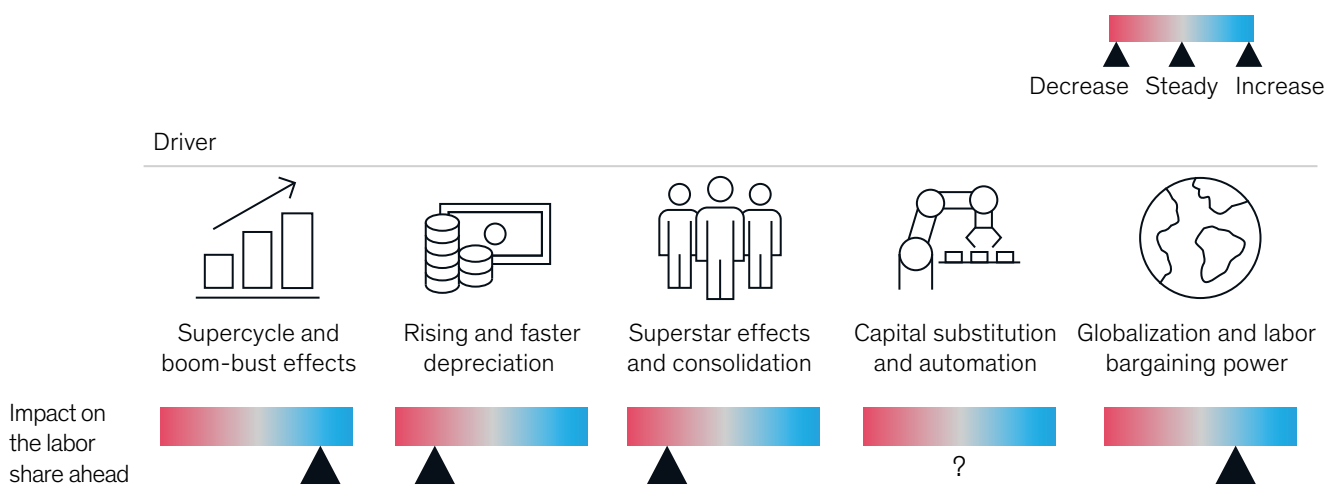 Decrease Steady Increase
Driver
Supercycle and
boom-bust effects
Rising and faster
depreciation
Superstar effects
and consolidation
Capital substitution
and automation
Globalization and labor
bargaining power
Impact on
the labor
share ahead
?